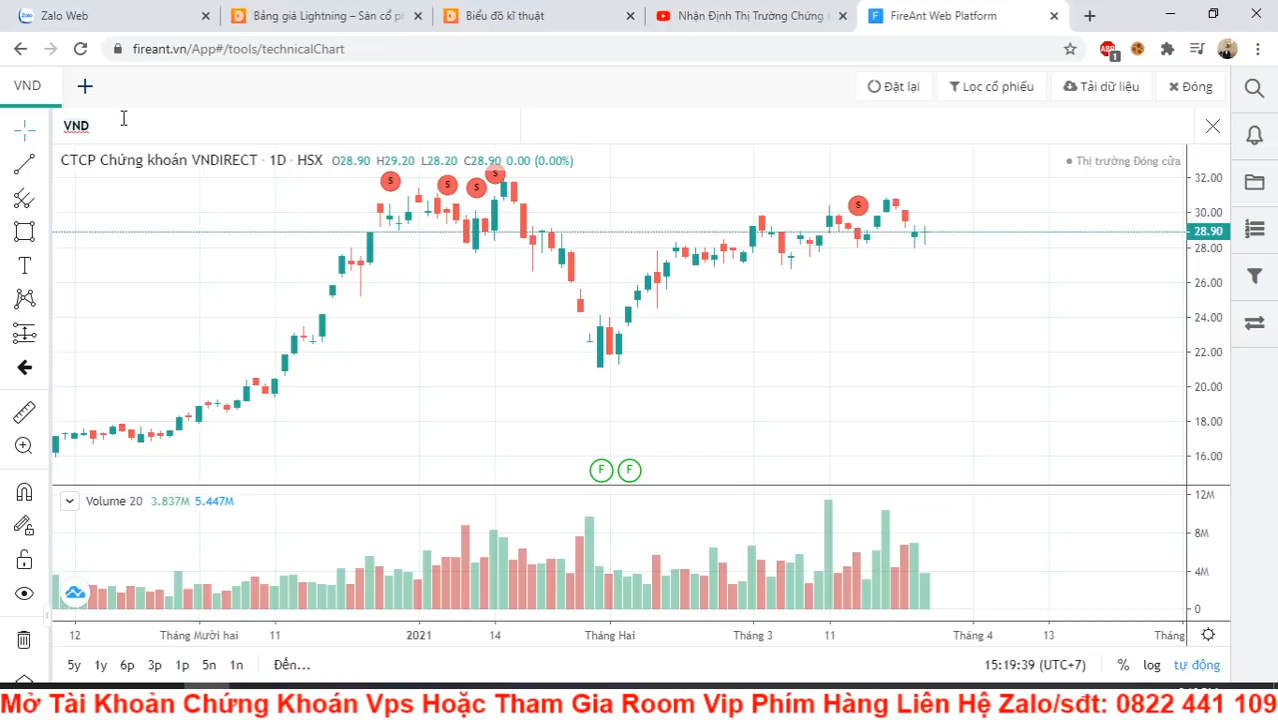 Zalo Web
Bảng giá Lightning – Sàn cổ ph
Biểu đồ kĩ thuật
Nhận Định Thị Trường Chứng
FireAnt Web Platform
fireant.vn/App#/tools/technicalChart
ABP
1
VND
Đặt lại
Lọc cổ phiếu
Tải dữ liệu
Đóng
VND
CTCP Chứng khoán VNDIRECT · 1D · HSX O28.90 H29.20 L28.20 C28.90 0.00 (0.00%)
Thị trường Đóng cửa
S S S S S
32.00
30.00
28.90
28.00
26.00
24.00
22.00
20.00
18.00
16.00
F F
Volume 20 3.837M 5.447M
12M
8M
4M
0
12 Tháng Mười hai 11 2021 14 Tháng Hai Tháng 3 11 Tháng 4 13 Tháng
5y 1y 6p 3p 1p 5n 1n Đến...
15:19:39 (UTC+7) % log tự động
Mở Tài Khoản Chứng Khoán Vps Hoặc Tham Gia Room Vip Phím Hàng Liên Hệ Zalo/sđt: 0822 441 109